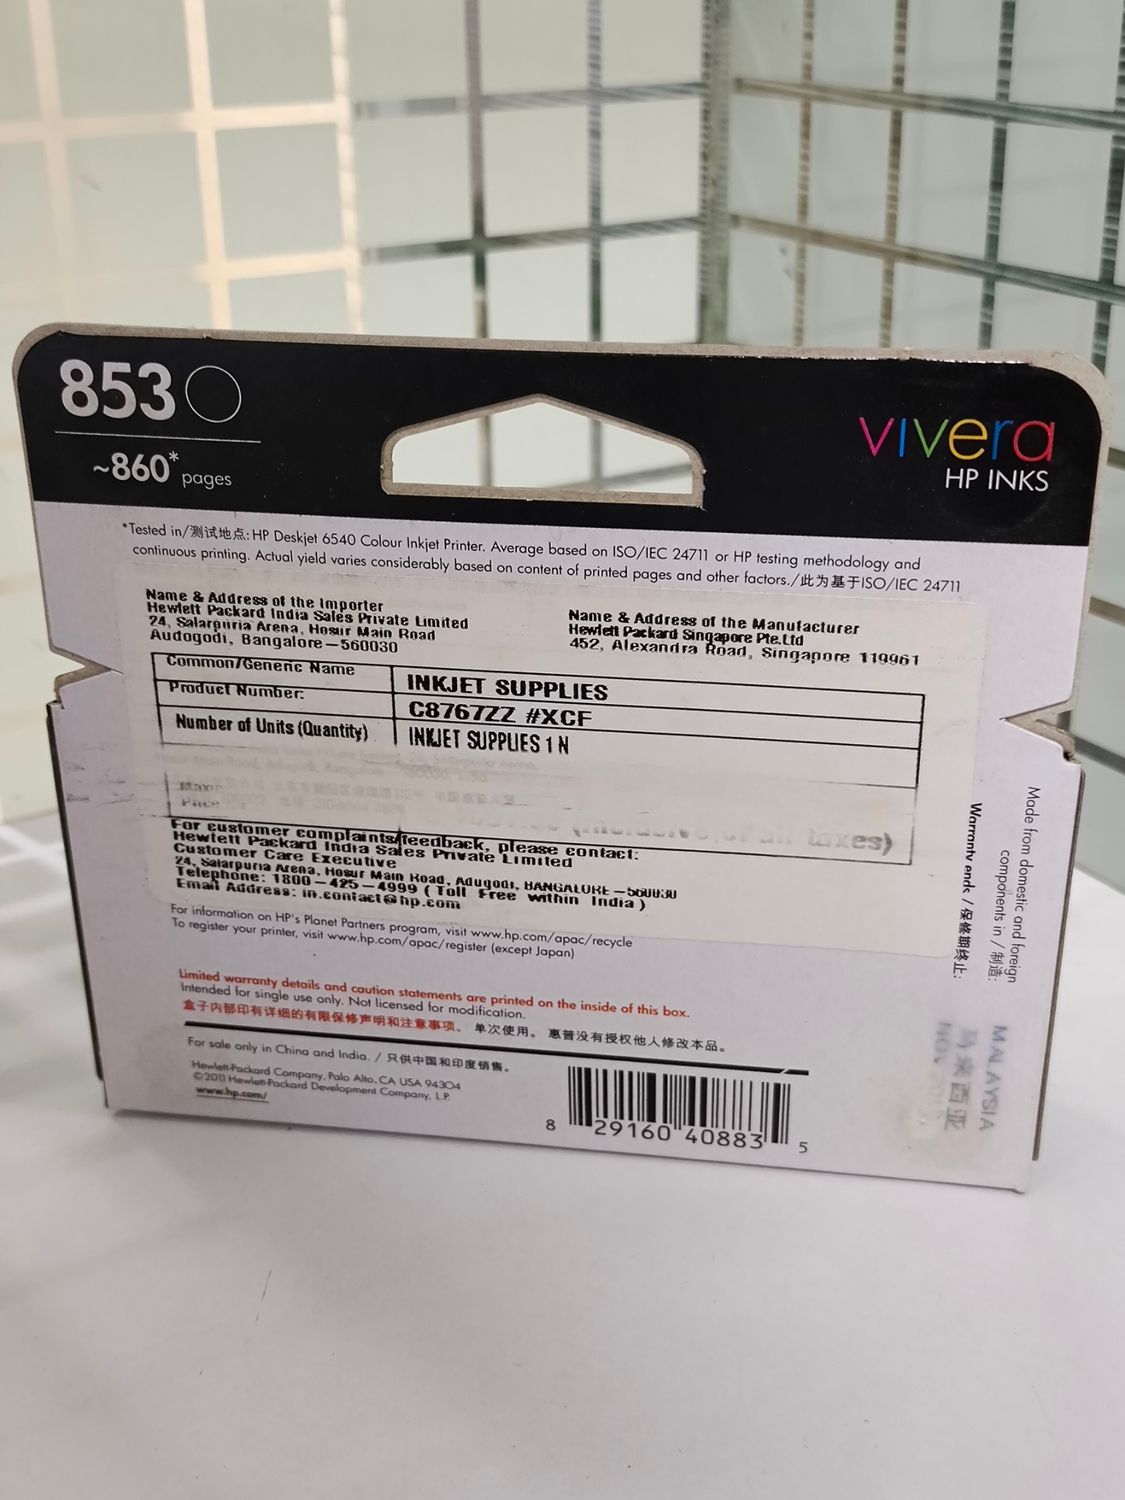 853
~860* pages
vivera
HP INKS
*Tested in/测试地点: HP Deskjet 6540 Colour Inkjet Printer. Average based on ISO/IEC 24711 or HP testing methodology and
continuous printing. Actual yield varies considerably based on content of printed pages and other factors./此为基于ISO/IEC 24711
Name & Address of the Importer
Hewlett Packard India Sales Private Limited
24, Salarpuria Arena, Hosur Main Road
Audogodi, Bangalore-560030
Name & Address of the Manufacturer
Hewlett Packard Singapore Pte.Ltd
452, Alexandra Road, Singapore 119961
Common/Generic Name
INKJET SUPPLIES
Product Number:
C8767ZZ #XCF
Number of Units (Quantity)
INKJET SUPPLIES 1 N
taxes)
For customer complaints/feedback, please contact:
Hewlett Packard India Sales Private Limited
Customer Care Executive
24, Salarpuria Arena, Hosur Main Road, Adugodi, BANGALORE-560030
Telephone: 1800-425-4999 ( Toll Free within India )
Email Address: in.contact@hp.com
For information on HP's Planet Partners program, visit www.hp.com/apac/recycle
To register your printer, visit www.hp.com/apac/register (except Japan)
Limited warranty details and caution statements are printed on the inside of this box.
Intended for single use only. Not licensed for modification.
盒子内部印有详细的有限保修声明和注意事项。 单次使用。 惠普没有授权他人修改本品。
For sale only in China and India. / 只供中国和印度销售。
Hewlett-Packard Company, Palo Alto, CA USA 94304
©2011 Hewlett-Packard Development Company, L.P.
www.hp.com/
8 29160 40883 5
Made from domestic and foreign
components in / 制造:
Warranty ends / 保修期终止:
MALAYSIA
马来西亚